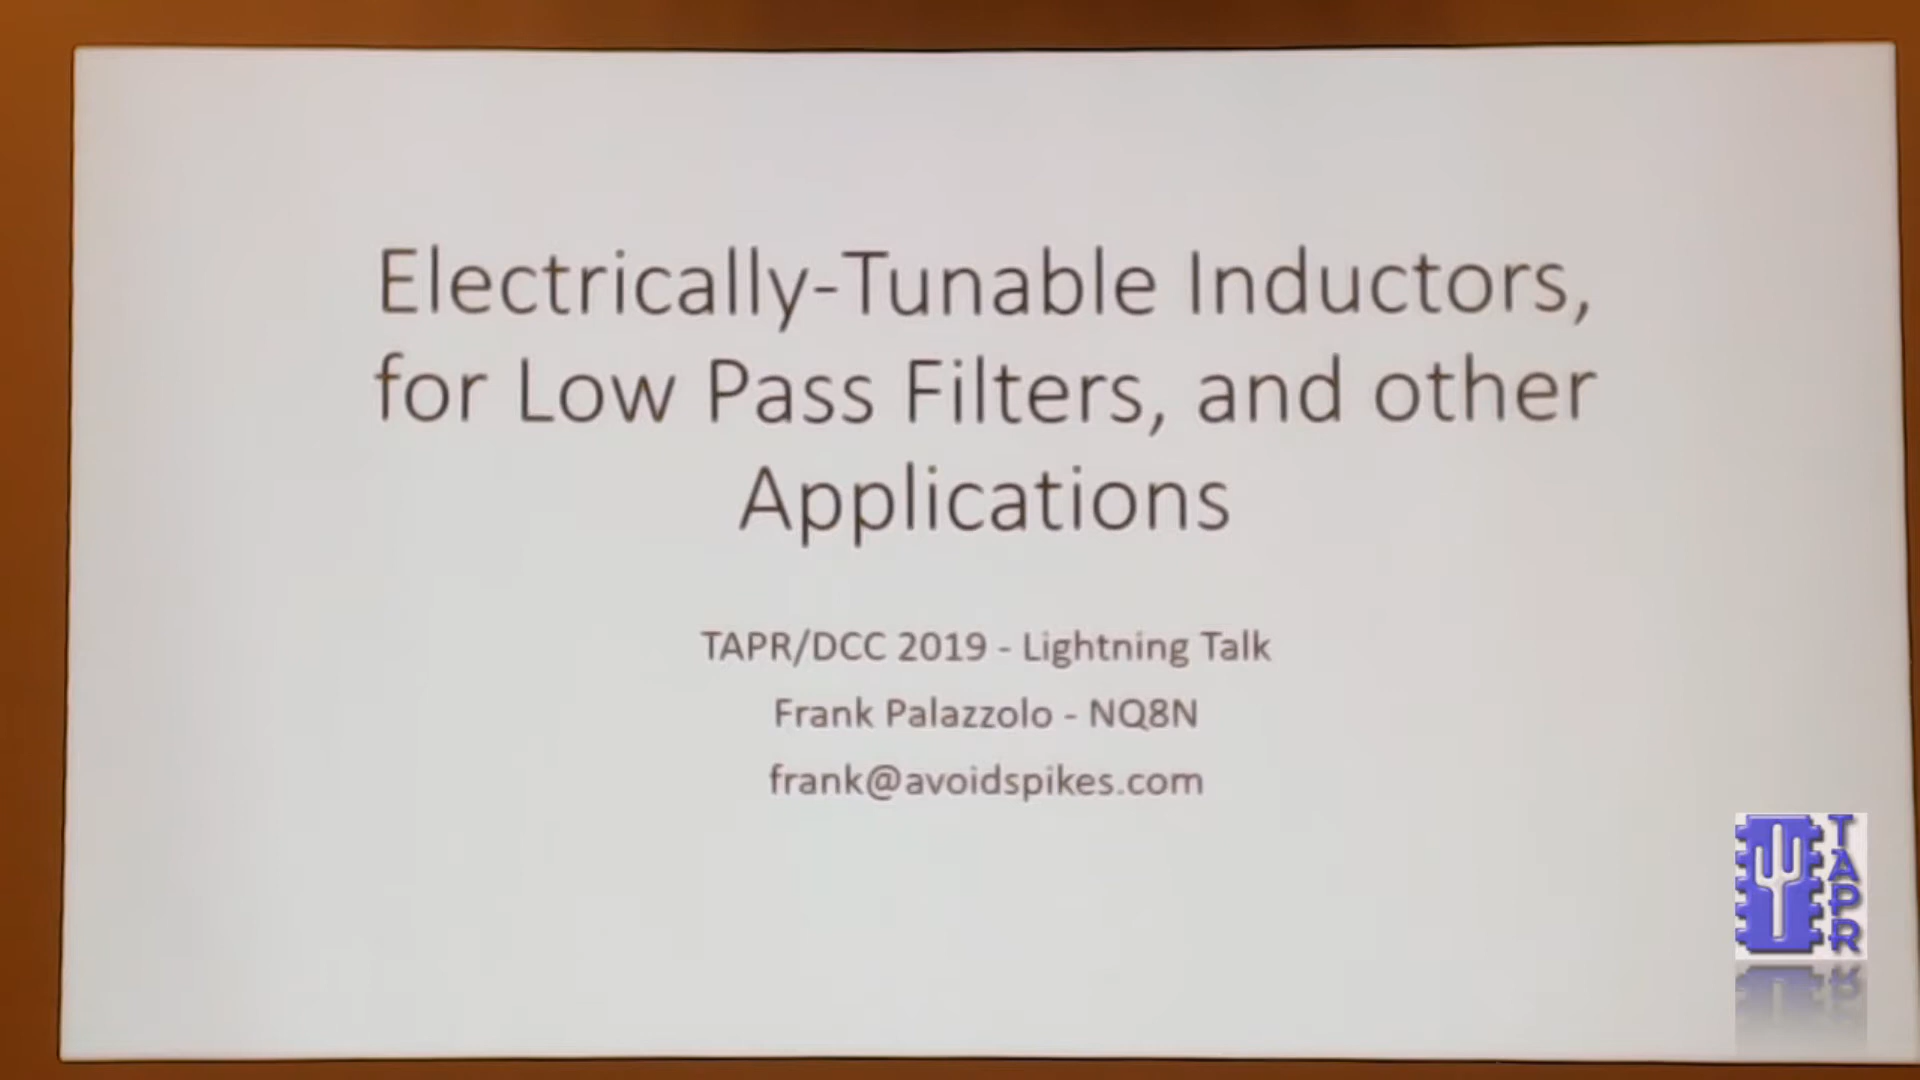 Electrically-Tunable Inductors,
for Low Pass Filters, and other
Applications
TAPR/DCC 2019 - Lightning Talk
Frank Palazzolo - NQ8N
frank@avoidspikes.com
TAPR